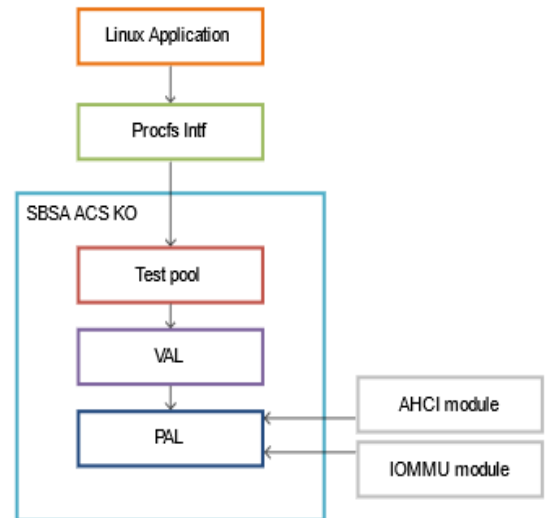 Linux Application
Procfs Intf
SBSA ACS KO
Test pool
VAL
PAL
AHCI module
IOMMU module